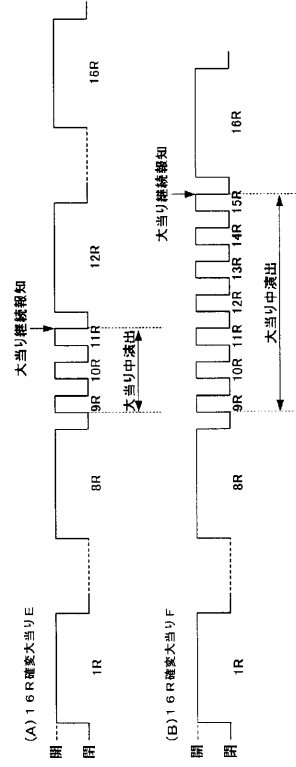 (A)16R確変大当りE
開
閉
1R
8R
9R
10R
11R
12R
16R
大当り継続報知
大当り中演出
(B)16R確変大当りF
開
閉
1R
8R
9R
10R
11R
12R
13R
14R
15R
16R
大当り継続報知
大当り中演出